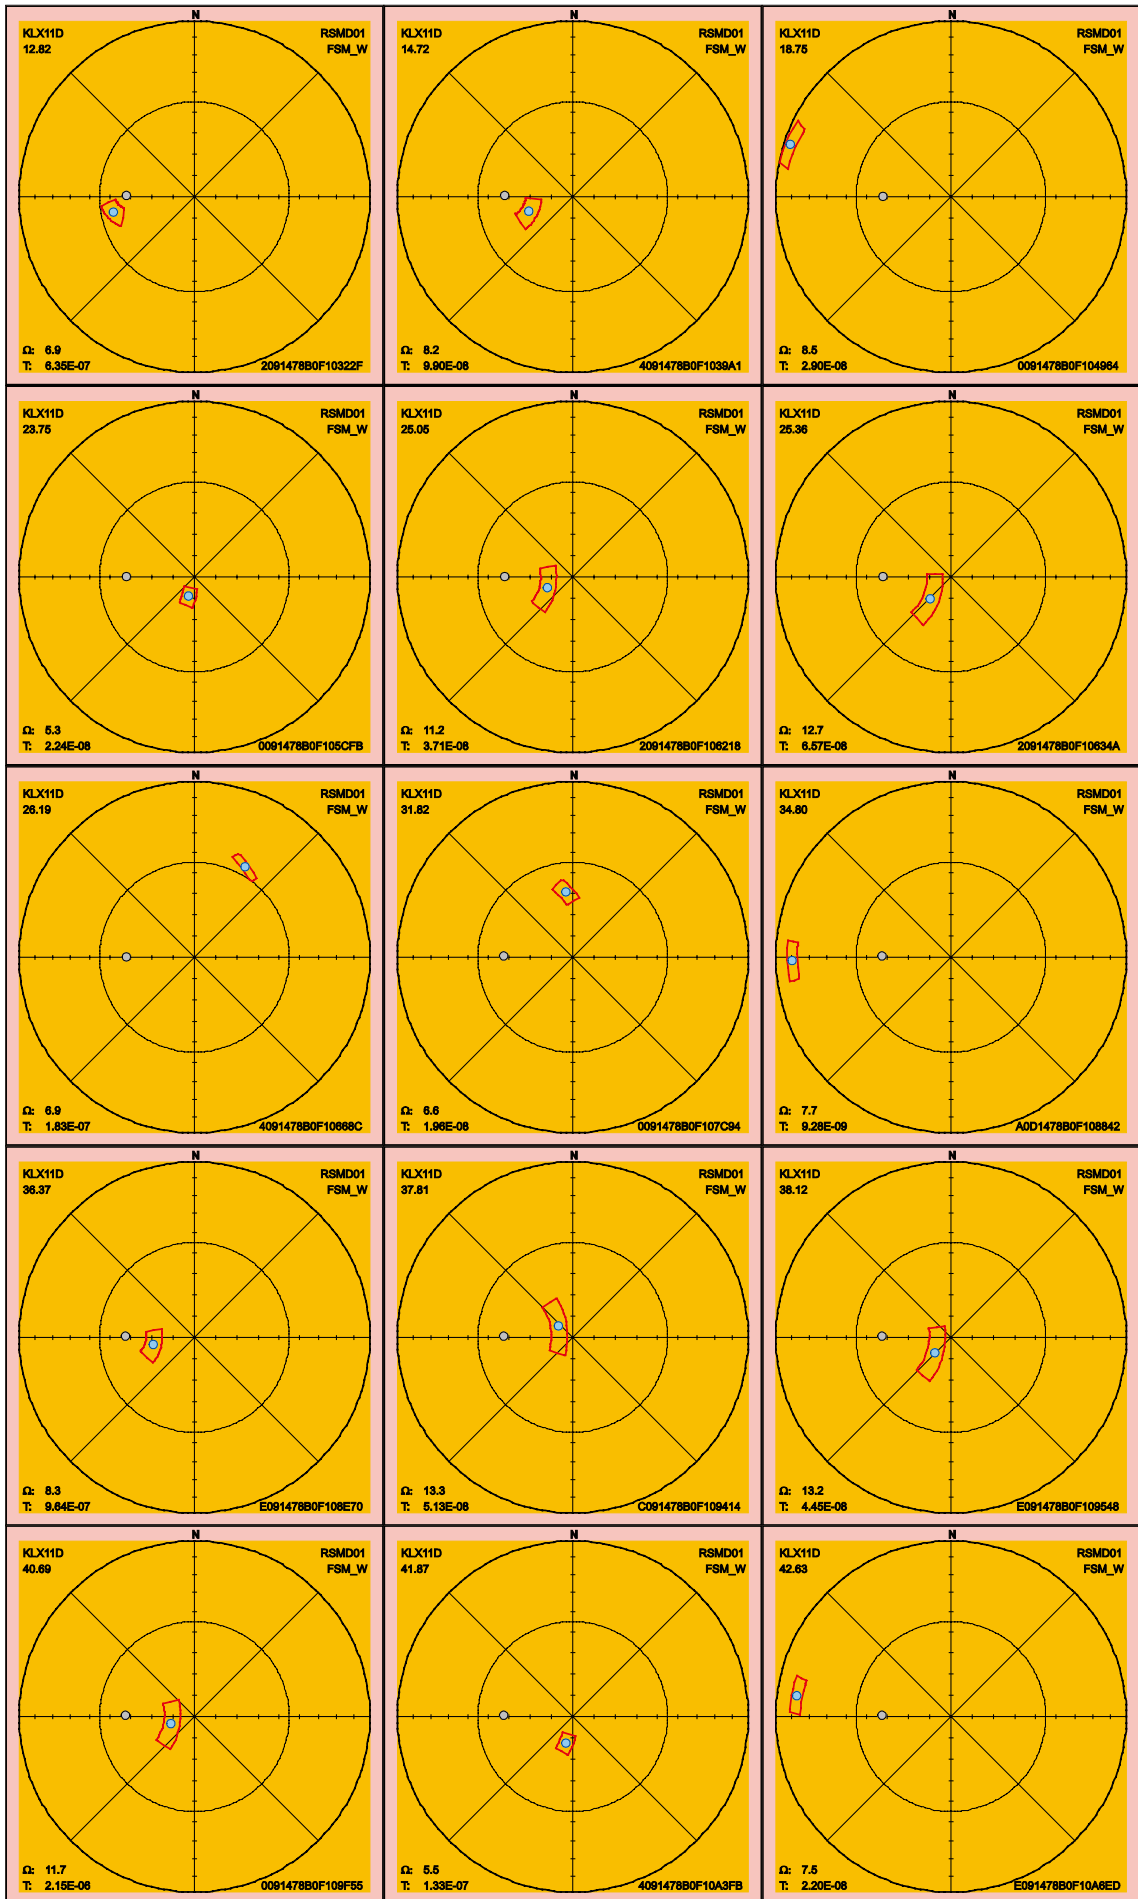 N
KLX11D RSMD01
12.82 FSM_W
Ω: 6.9
T: 6.35E-07 2091478B0F10322F
N
KLX11D RSMD01
14.72 FSM_W
Ω: 8.2
T: 9.90E-08 4091478B0F1039A1
N
KLX11D RSMD01
18.75 FSM_W
Ω: 8.5
T: 2.90E-08 0091478B0F104964
N
KLX11D RSMD01
23.75 FSM_W
Ω: 5.3
T: 2.24E-08 0091478B0F105CFB
N
KLX11D RSMD01
25.05 FSM_W
Ω: 11.2
T: 3.71E-08 2091478B0F106218
N
KLX11D RSMD01
25.36 FSM_W
Ω: 12.7
T: 6.57E-08 2091478B0F10634A
N
KLX11D RSMD01
26.19 FSM_W
Ω: 6.9
T: 1.83E-07 4091478B0F10668C
N
KLX11D RSMD01
31.82 FSM_W
Ω: 6.6
T: 1.96E-08 0091478B0F107C94
N
KLX11D RSMD01
34.80 FSM_W
Ω: 7.7
T: 9.28E-09 A0D1478B0F108842
N
KLX11D RSMD01
36.37 FSM_W
Ω: 8.3
T: 9.64E-07 E091478B0F108E70
N
KLX11D RSMD01
37.81 FSM_W
Ω: 13.3
T: 5.13E-08 C091478B0F109414
N
KLX11D RSMD01
38.12 FSM_W
Ω: 13.2
T: 4.45E-08 E091478B0F109548
N
KLX11D RSMD01
40.69 FSM_W
Ω: 11.7
T: 2.15E-06 0091478B0F109F55
N
KLX11D RSMD01
41.87 FSM_W
Ω: 5.5
T: 1.33E-07 4091478B0F10A3FB
N
KLX11D RSMD01
42.63 FSM_W
Ω: 7.5
T: 2.20E-08 E091478B0F10A6ED